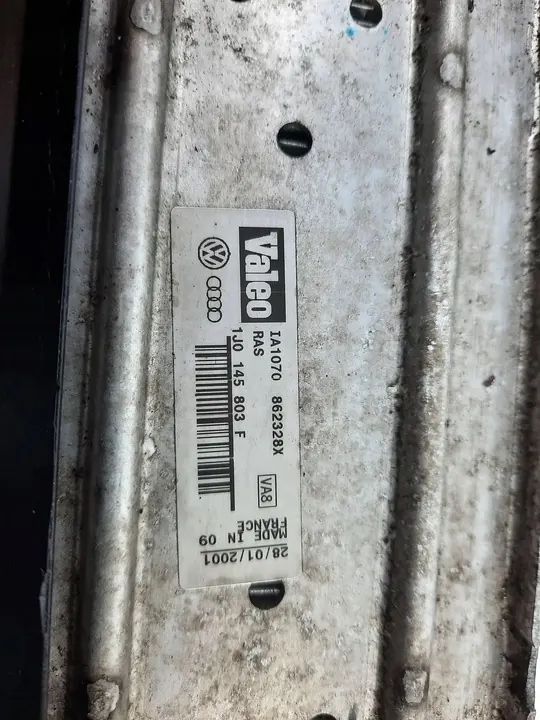 Valeo
IA1070 862328X
RAS VA8
1J0 145 803 F
MADE IN 09
FRANCE
28/01/2001